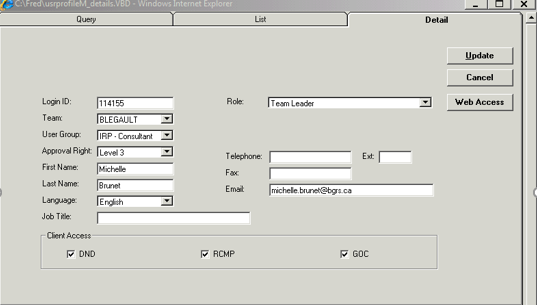 C:\Fred\usrprofileM_details.VBD - Windows Internet Explorer
Query List Detail
Update
Cancel
Web Access
Login ID: 114155 Role: Team Leader
Team: BLEGAULT
User Group: IRP - Consultant
Approval Right: Level 3 Telephone: Ext:
First Name: Michelle Fax:
Last Name: Brunet Email: michelle.brunet@bgrs.ca
Language: English
Job Title:
Client Access
DND RCMP GOC